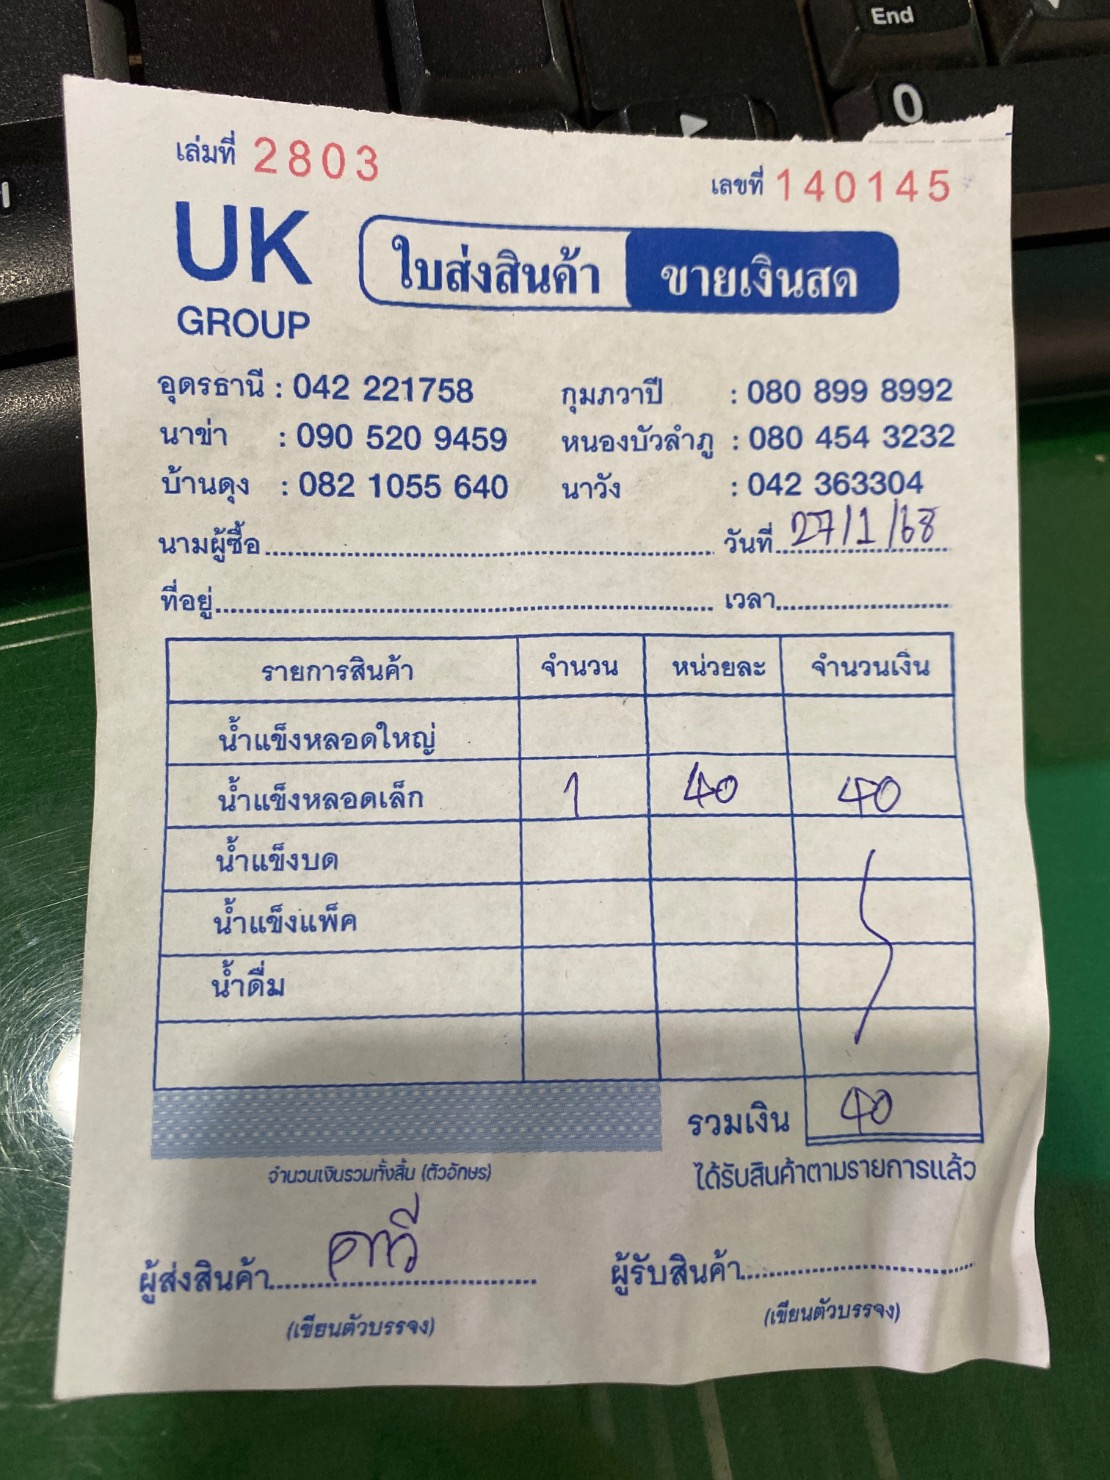 เล่มที่ 2803
เลขที่ 140145
UK
GROUP
ใบส่งสินค้า ขายเงินสด
อุดรธานี : 042 221758 กุมภวาปี : 080 899 8992
นาข่า : 090 520 9459 หนองบัวลำภู : 080 454 3232
บ้านดุง : 082 1055 640 นาวัง : 042 363304
นามผู้ซื้อ วันที่ 27/1/68
ที่อยู่ เวลา
รายการสินค้า จำนวน หน่วยละ จำนวนเงิน
น้ำแข็งหลอดใหญ่
น้ำแข็งหลอดเล็ก 1 40 40
น้ำแข็งบด
น้ำแข็งแพ็ค
น้ำดื่ม
รวมเงิน 40
จำนวนเงินรวมทั้งสิ้น (ตัวอักษร) ได้รับสินค้าตามรายการแล้ว
ผู้ส่งสินค้า ผู้รับสินค้า
(เขียนตัวบรรจง) (เขียนตัวบรรจง)
End
0